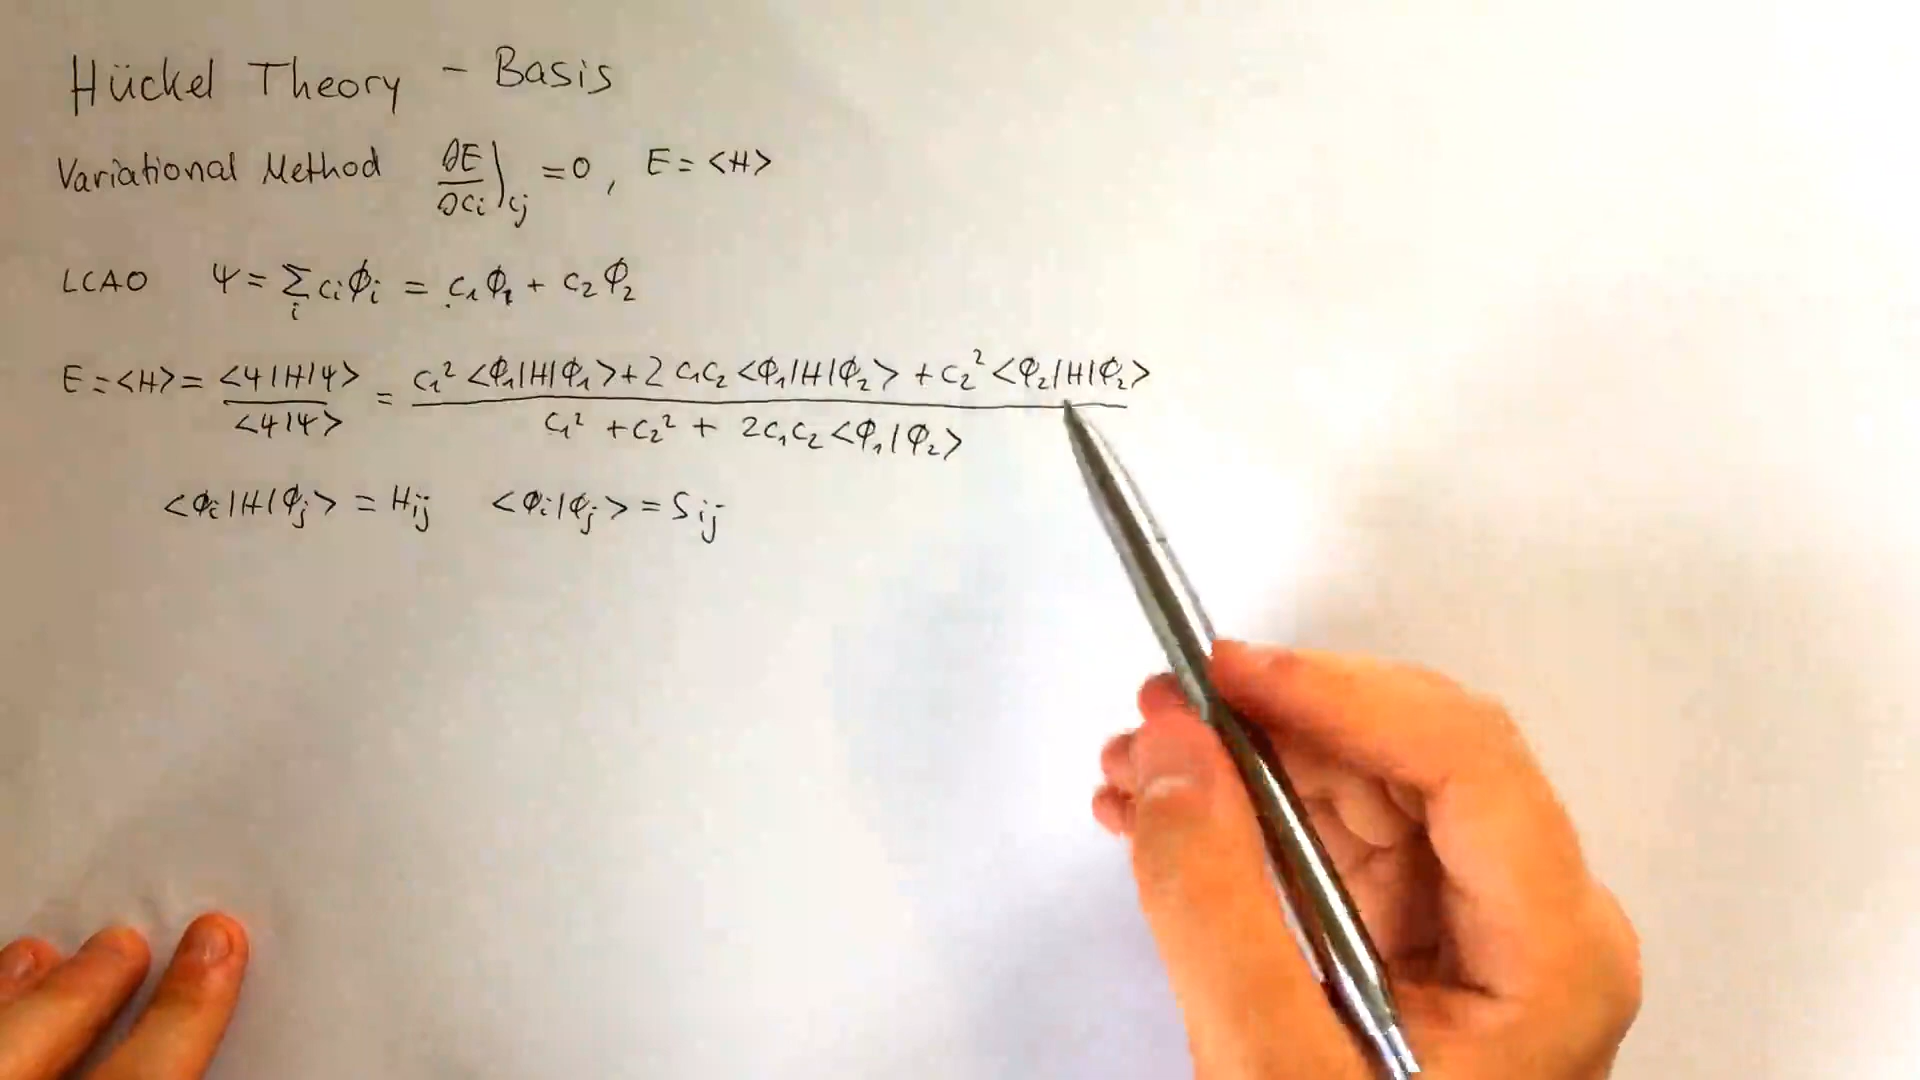 Hückel Theory - Basis
Variational Method ∂E/∂ci)cj = 0, E = <H>
LCAO Ψ = Σi ciϕi = c1ϕ1 + c2ϕ2
E = <H> = <Ψ|H|Ψ> / <Ψ|Ψ> = c1² <ϕ1|H|ϕ1> + 2 c1c2 <ϕ1|H|ϕ2> + c2² <ϕ2|H|ϕ2> / c1² + c2² + 2c1c2 <ϕ1|ϕ2>
<ϕi|H|ϕj> = Hij <ϕi|ϕj> = Sij